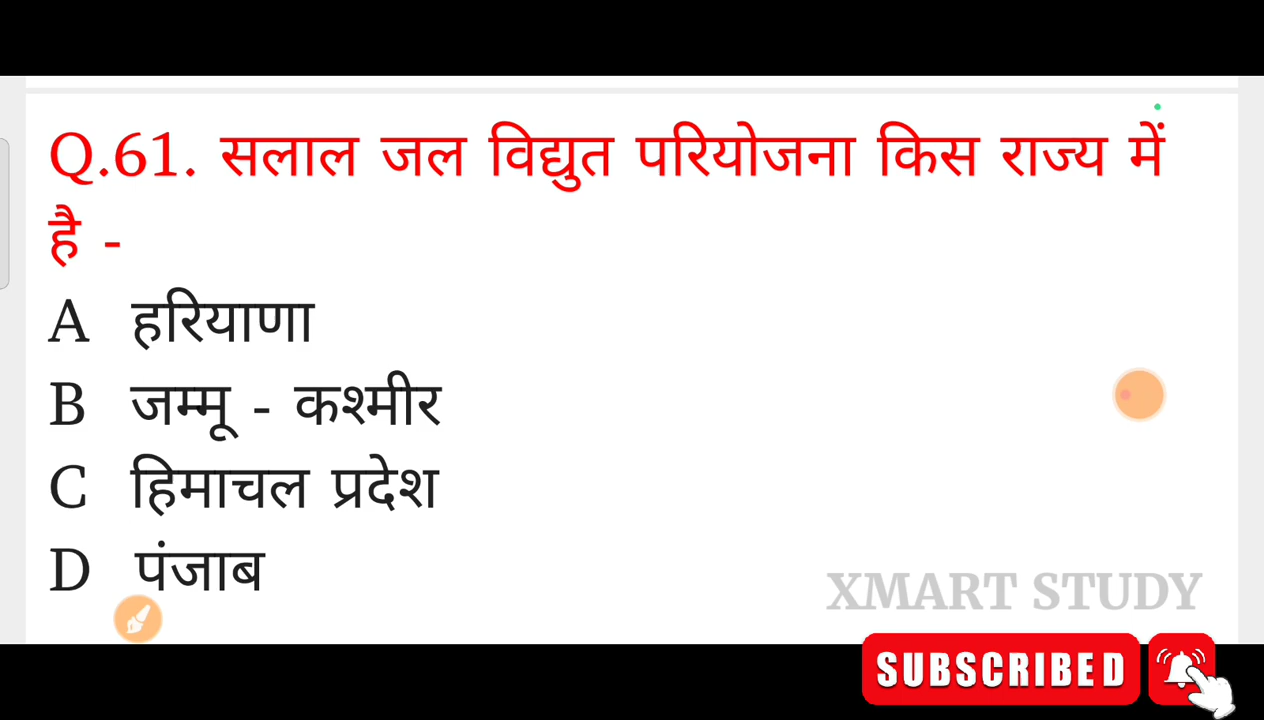 Q.61. सलाल जल विद्युत परियोजना किस राज्य में
है -
A हरियाणा
B जम्मू - कश्मीर
C हिमाचल प्रदेश
D पंजाब
XMART STUDY
SUBSCRIBED